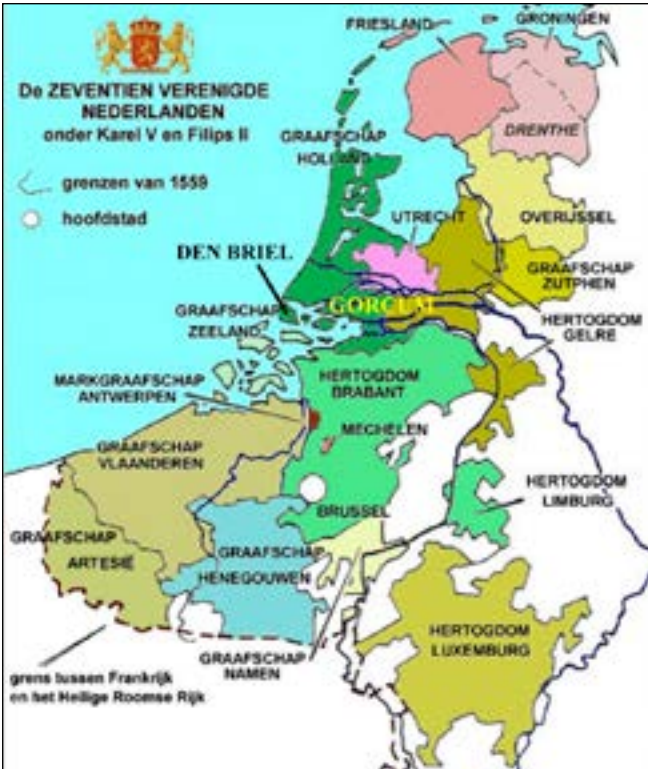 De ZEVENTIEN VERENIGDE
NEDERLANDEN
onder Karel V en Filips II
grenzen van 1559
hoofdstad
FRIESLAND
GRONINGEN
DRENTHE
GRAAFSCHAP
HOLLAND
UTRECHT
OVERIJSSEL
DEN BRIEL
GRAAFSCHAP
ZUTPHEN
GORCUM
GRAAFSCHAP
ZEELAND
HERTOGDOM
GELRE
MARKGRAAFSCHAP
ANTWERPEN
HERTOGDOM
BRABANT
MECHELEN
GRAAFSCHAP
VLAANDEREN
HERTOGDOM
LIMBURG
BRUSSEL
GRAAFSCHAP
ARTESIË
GRAAFSCHAP
HENEGOUWEN
HERTOGDOM
LUXEMBURG
GRAAFSCHAP
NAMEN
grens tussen Frankrijk
en het Heilige Roomse Rijk